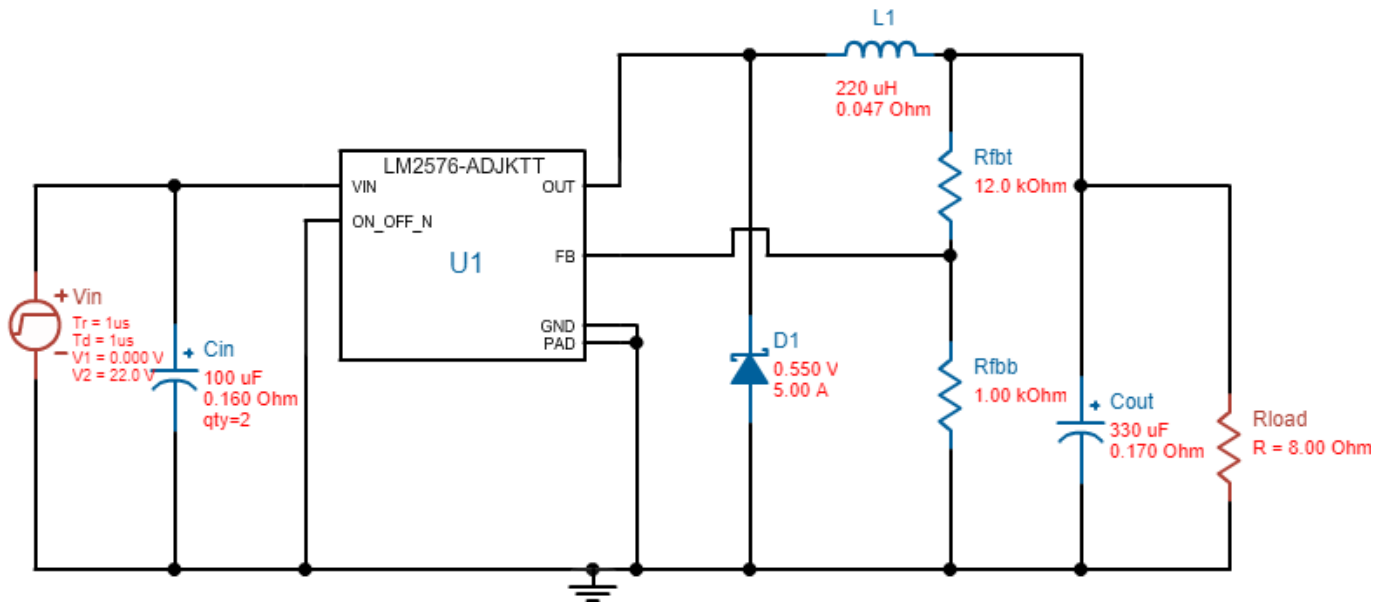 L1
220 uH
0.047 Ohm
LM2576-ADJKTT
VIN
OUT
ON_OFF_N
FB
U1
GND
PAD
Rfbt
12.0 kOhm
+ Vin
Tr = 1us
Td = 1us
V1 = 0.000 V
V2 = 22.0 V
−
+
Cin
100 uF
0.160 Ohm
qty=2
D1
0.550 V
5.00 A
Rfbb
1.00 kOhm
+
Cout
330 uF
0.170 Ohm
Rload
R = 8.00 Ohm